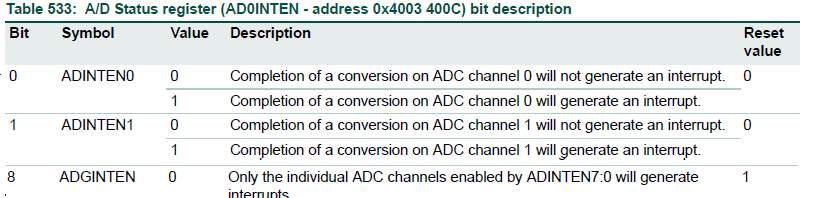 Table 533: A/D Status register (AD0INTEN - address 0x4003 400C) bit description
Bit Symbol Value Description Reset
value
0 ADINTEN0 0 Completion of a conversion on ADC channel 0 will not generate an interrupt. 0
1 Completion of a conversion on ADC channel 0 will generate an interrupt.
1 ADINTEN1 0 Completion of a conversion on ADC channel 1 will not generate an interrupt. 0
1 Completion of a conversion on ADC channel 1 will generate an interrupt.
8 ADGINTEN 0 Only the individual ADC channels enabled by ADINTEN7:0 will generate 1
interrupts